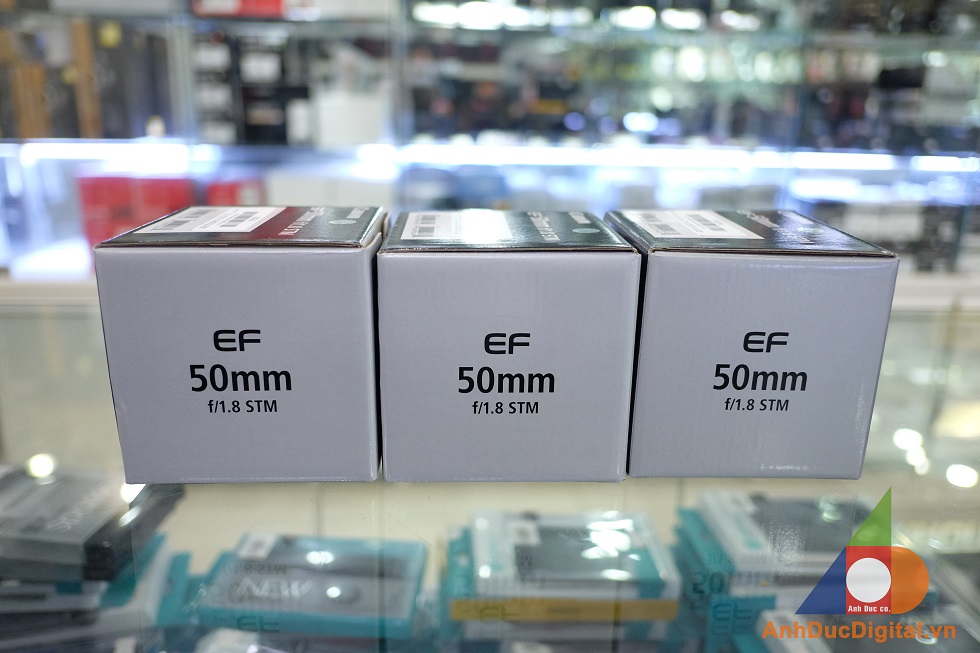 EF
50mm
f/1.8 STM
EF
50mm
f/1.8 STM
EF
50mm
f/1.8 STM
NEW
Anh Duc co.
AnhDucDigital.vn